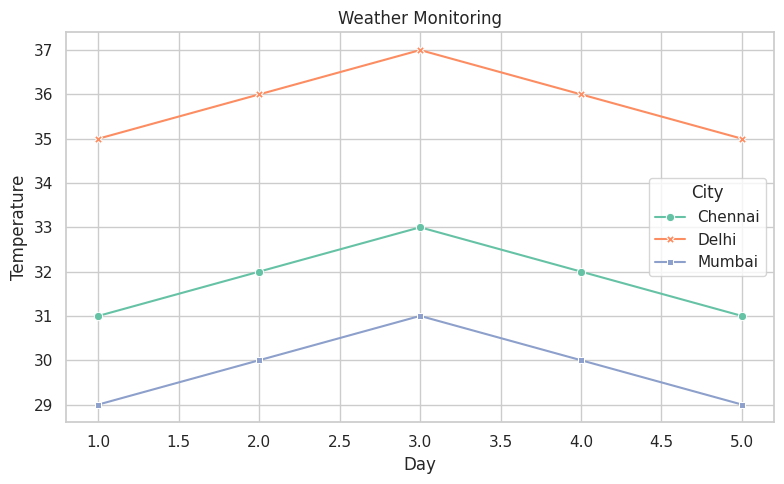 Weather Monitoring
Temperature
37
36
35
34
33
32
31
30
29
City
Chennai
Delhi
Mumbai
1.0 1.5 2.0 2.5 3.0 3.5 4.0 4.5 5.0
Day